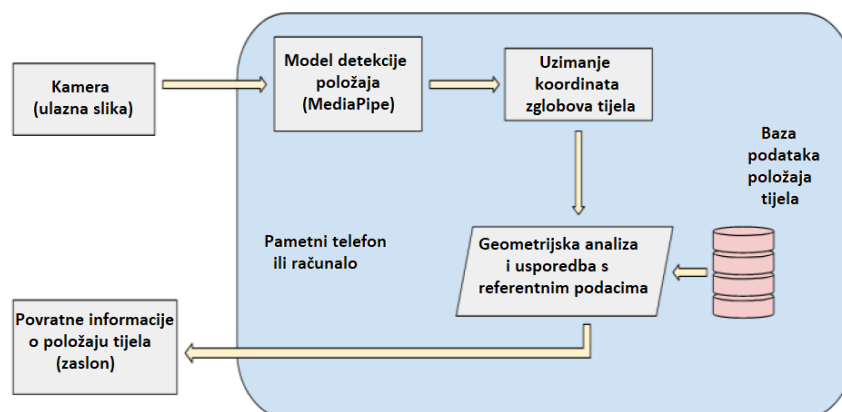 Kamera
(ulazna slika)
Model detekcije
položaja
(MediaPipe)
Uzimanje
koordinata
zglobova tijela
Baza
podataka
položaja
tijela
Pametni telefon
ili računalo
Geometrijska analiza
i usporedba s
referentnim podacima
Povratne informacije
o položaju tijela
(zaslon)